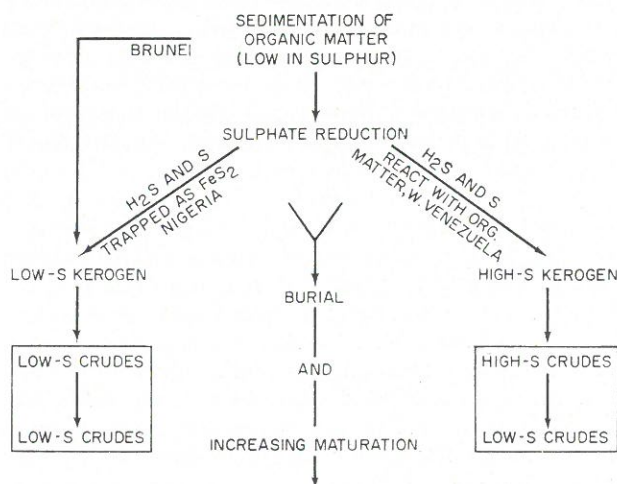 SEDIMENTATION OF
ORGANIC MATTER
(LOW IN SULPHUR)
BRUNEI
SULPHATE REDUCTION
H2S AND S
TRAPPED AS FeS2
NIGERIA
H2S AND S
REACT WITH ORG.
MATTER, W. VENEZUELA
LOW-S KEROGEN
HIGH-S KEROGEN
BURIAL
LOW-S CRUDES
AND
HIGH-S CRUDES
LOW-S CRUDES
LOW-S CRUDES
INCREASING MATURATION